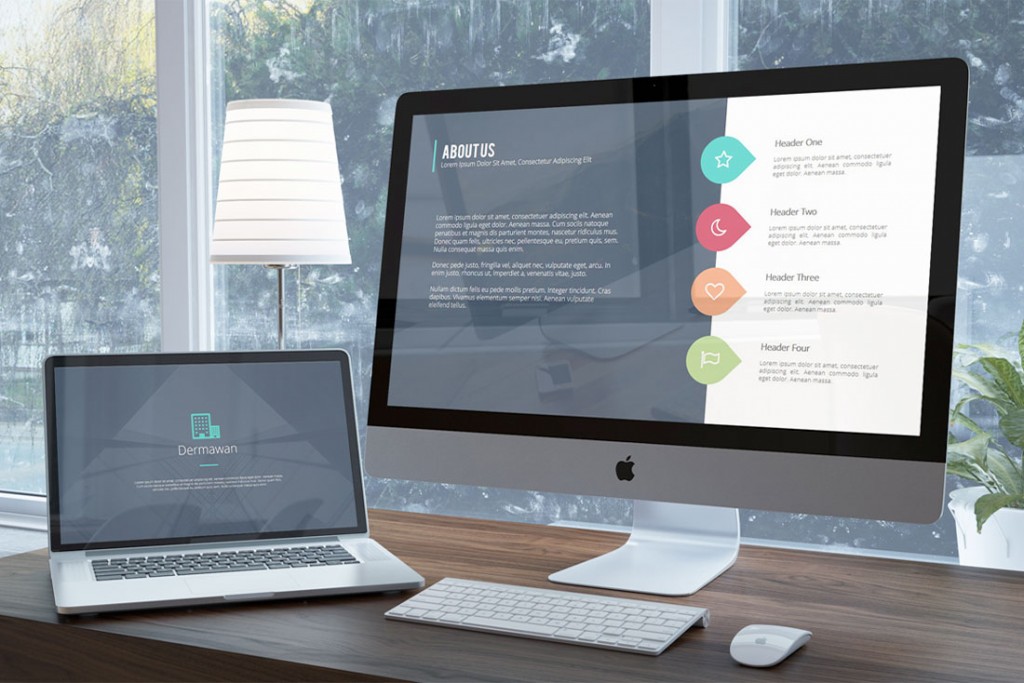 ABOUT US
Lorem Ipsum Dolor Sit Amet, Consectetur Adipiscing Elit
Lorem ipsum dolor sit amet, consectetuer adipiscing elit. Aenean
commodo ligula eget dolor. Aenean massa. Cum sociis natoque
penatibus et magnis dis parturient montes, nascetur ridiculus mus.
Donec quam felis, ultricies nec, pellentesque eu, pretium quis, sem.
Nulla consequat massa quis enim.
Donec pede justo, fringilla vel, aliquet nec, vulputate eget, arcu. In
enim justo, rhoncus ut, imperdiet a, venenatis vitae, justo.
Nullam dictum felis eu pede mollis pretium. Integer tincidunt. Cras
dapibus. Vivamus elementum semper nisi. Aenean vulputate
eleifend tellus.
Header One
Lorem ipsum dolor sit amet, consectetuer
adipiscing elit. Aenean commodo ligula
eget dolor. Aenean massa.
Header Two
Lorem ipsum dolor sit amet, consectetuer
adipiscing elit. Aenean commodo ligula
eget dolor. Aenean massa.
Header Three
Lorem ipsum dolor sit amet, consectetuer
adipiscing elit. Aenean commodo ligula
eget dolor. Aenean massa.
Header Four
Lorem ipsum dolor sit amet, consectetuer
adipiscing elit. Aenean commodo ligula
eget dolor. Aenean massa.
Dermawan